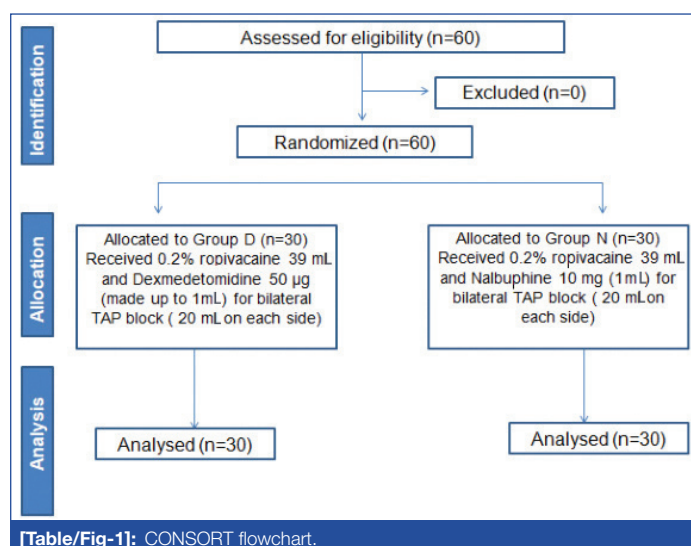 Identification
Assessed for eligibility (n=60)
Excluded (n=0)
Randomized (n=60)
Allocation
Allocated to Group D (n=30)
Received 0.2% ropivacaine 39 mL
and Dexmedetomidine 50 µg
(made up to 1mL) for bilateral
TAP block ( 20 mL on each side)
Allocated to Group N (n=30)
Received 0.2% ropivacaine 39 mL
and Nalbuphine 10 mg (1mL) for
bilateral TAP block ( 20 mL on
each side)
Analysis
Analysed (n=30)
Analysed (n=30)
[Table/Fig-1]: CONSORT flowchart.